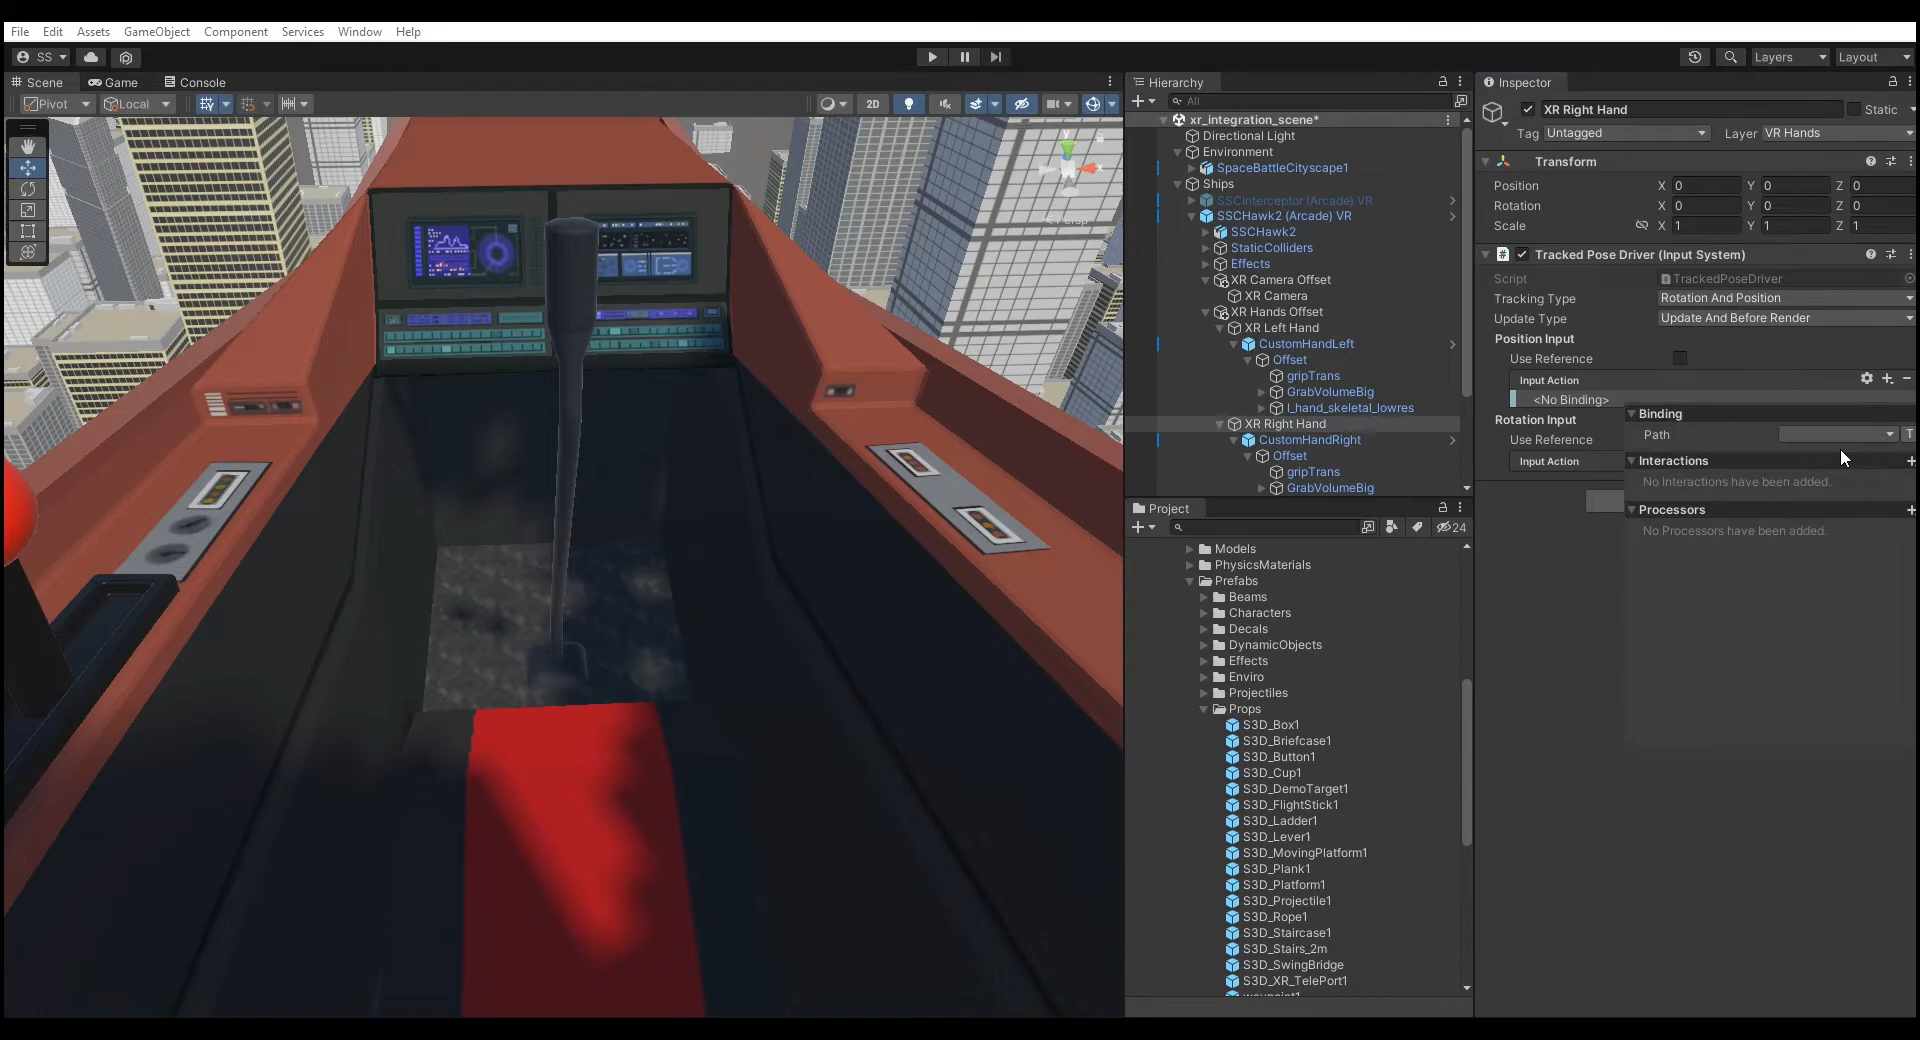 File Edit Assets GameObject Component Services Window Help
SS
Layers Layout
Scene Game Console
Pivot Local
2D
y
x
Persp
Hierarchy
All
xr_integration_scene*
Directional Light
Environment
SpaceBattleCityscape1
Ships
SSCInterceptor (Arcade) VR
SSCHawk2 (Arcade) VR
SSCHawk2
StaticColliders
Effects
XR Camera Offset
XR Camera
XR Hands Offset
XR Left Hand
CustomHandLeft
Offset
gripTrans
GrabVolumeBig
l_hand_skeletal_lowres
XR Right Hand
CustomHandRight
Offset
gripTrans
GrabVolumeBig
Project
24
Models
PhysicsMaterials
Prefabs
Beams
Characters
Decals
DynamicObjects
Effects
Enviro
Projectiles
Props
S3D_Box1
S3D_Briefcase1
S3D_Button1
S3D_Cup1
S3D_DemoTarget1
S3D_FlightStick1
S3D_Ladder1
S3D_Lever1
S3D_MovingPlatform1
S3D_Plank1
S3D_Platform1
S3D_Projectile1
S3D_Rope1
S3D_Staircase1
S3D_Stairs_2m
S3D_SwingBridge
S3D_XR_TelePort1
Inspector
XR Right Hand Static
Tag Untagged Layer VR Hands
Transform
Position X 0 Y 0 Z 0
Rotation X 0 Y 0 Z 0
Scale X 1 Y 1 Z 1
Tracked Pose Driver (Input System)
Script TrackedPoseDriver
Tracking Type Rotation And Position
Update Type Update And Before Render
Position Input
Use Reference
Input Action
<No Binding>
Rotation Input
Use Reference
Input Action
Binding
Path T
Interactions
No Interactions have been added.
Processors
No Processors have been added.